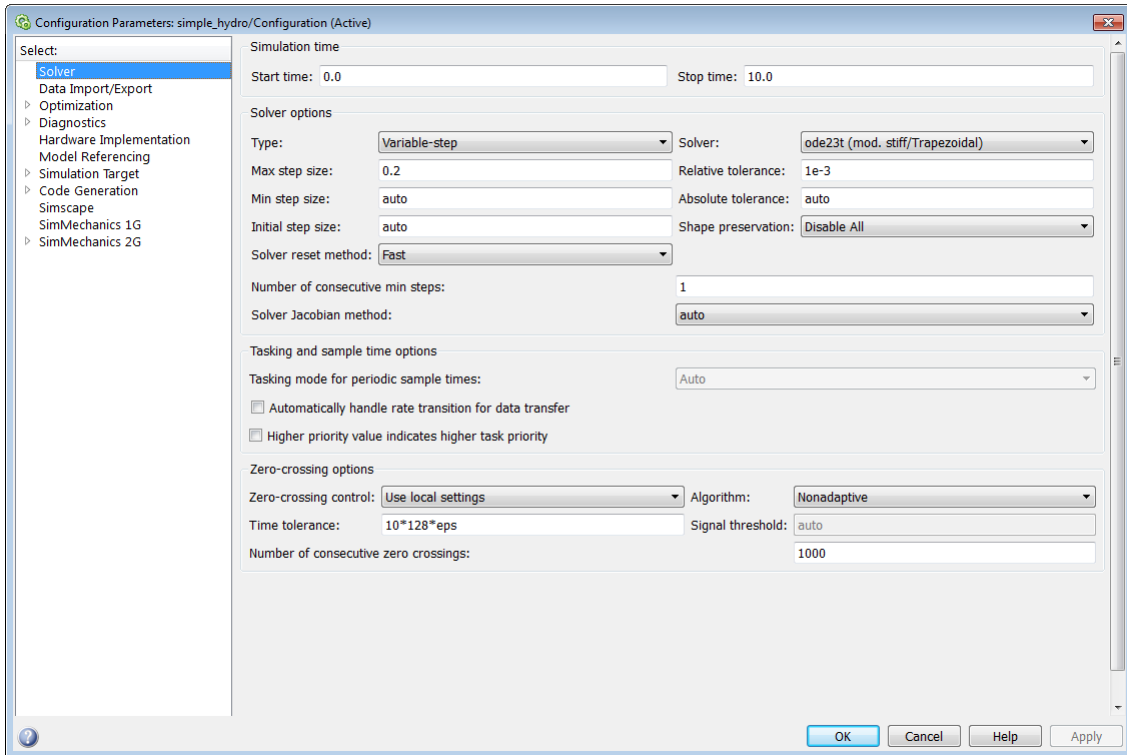 Configuration Parameters: simple_hydro/Configuration (Active)
Select:
Solver
Data Import/Export
Optimization
Diagnostics
Hardware Implementation
Model Referencing
Simulation Target
Code Generation
Simscape
SimMechanics 1G
SimMechanics 2G
Simulation time
Start time: 0.0 Stop time: 10.0
Solver options
Type: Variable-step Solver: ode23t (mod. stiff/Trapezoidal)
Max step size: 0.2 Relative tolerance: 1e-3
Min step size: auto Absolute tolerance: auto
Initial step size: auto Shape preservation: Disable All
Solver reset method: Fast
Number of consecutive min steps: 1
Solver Jacobian method: auto
Tasking and sample time options
Tasking mode for periodic sample times: Auto
Automatically handle rate transition for data transfer
Higher priority value indicates higher task priority
Zero-crossing options
Zero-crossing control: Use local settings Algorithm: Nonadaptive
Time tolerance: 10*128*eps Signal threshold: auto
Number of consecutive zero crossings: 1000
? OK Cancel Help Apply